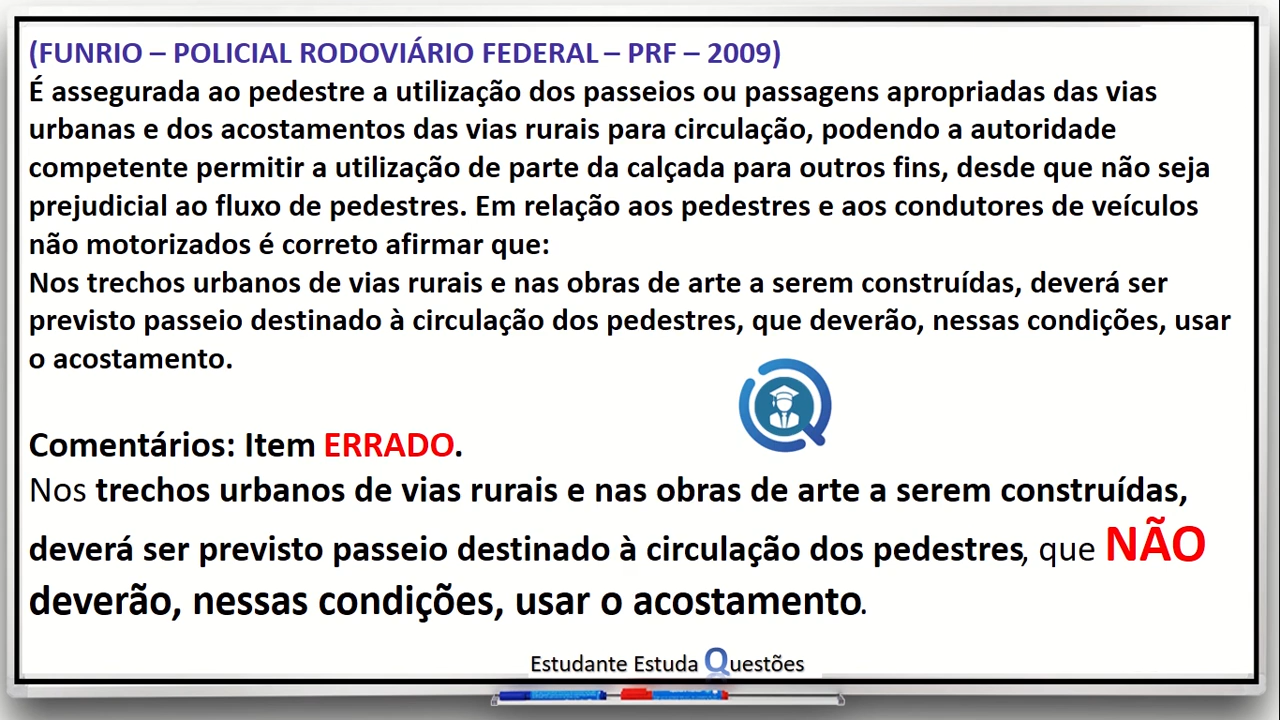 (FUNRIO – POLICIAL RODOVIÁRIO FEDERAL – PRF – 2009)
É assegurada ao pedestre a utilização dos passeios ou passagens apropriadas das vias
urbanas e dos acostamentos das vias rurais para circulação, podendo a autoridade
competente permitir a utilização de parte da calçada para outros fins, desde que não seja
prejudicial ao fluxo de pedestres. Em relação aos pedestres e aos condutores de veículos
não motorizados é correto afirmar que:
Nos trechos urbanos de vias rurais e nas obras de arte a serem construídas, deverá ser
previsto passeio destinado à circulação dos pedestres, que deverão, nessas condições, usar
o acostamento.
Comentários: Item ERRADO.
Nos trechos urbanos de vias rurais e nas obras de arte a serem construídas,
deverá ser previsto passeio destinado à circulação dos pedestres, que NÃO
deverão, nessas condições, usar o acostamento.
Estudante Estuda Questões